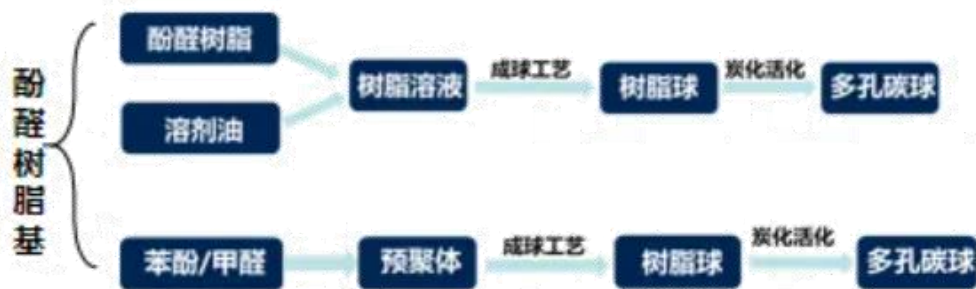 酚醛树脂基
酚醛树脂
溶剂油
树脂溶液
成球工艺
树脂球
炭化活化
多孔碳球
苯酚/甲醛
预聚体
成球工艺
树脂球
炭化活化
多孔碳球